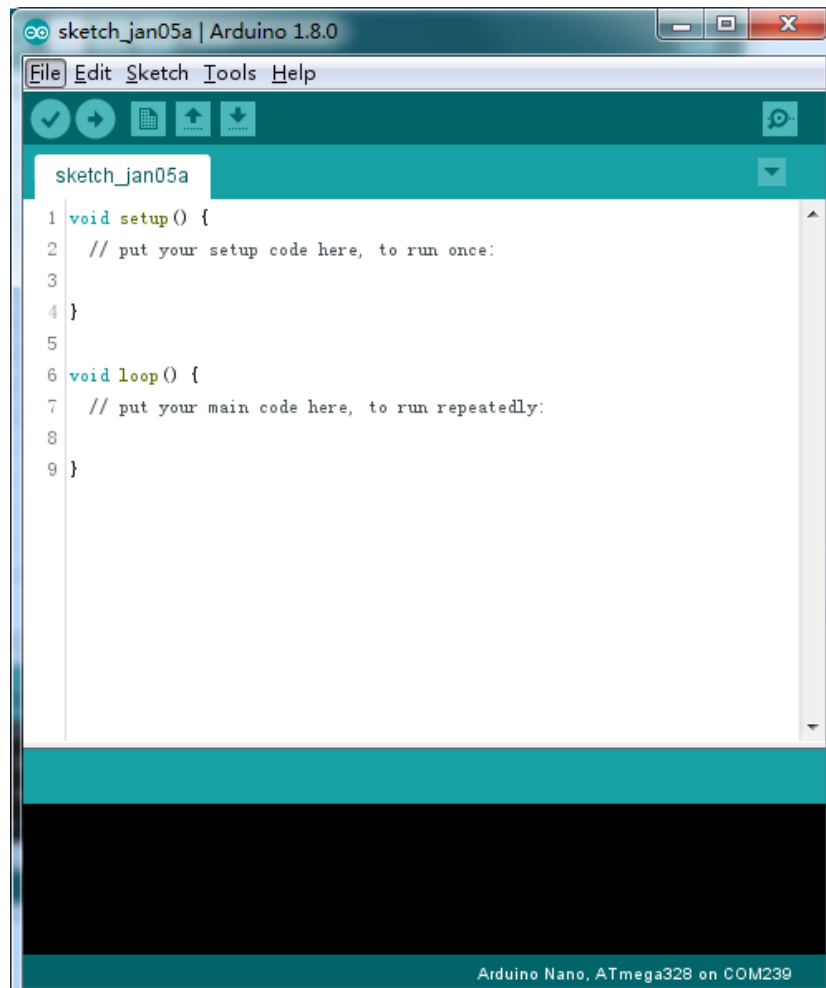 sketch_jan05a | Arduino 1.8.0
File Edit Sketch Tools Help
sketch_jan05a
1 void setup() {
2   // put your setup code here, to run once:
3
4 }
5
6 void loop() {
7   // put your main code here, to run repeatedly:
8
9 }
Arduino Nano, ATmega328 on COM239